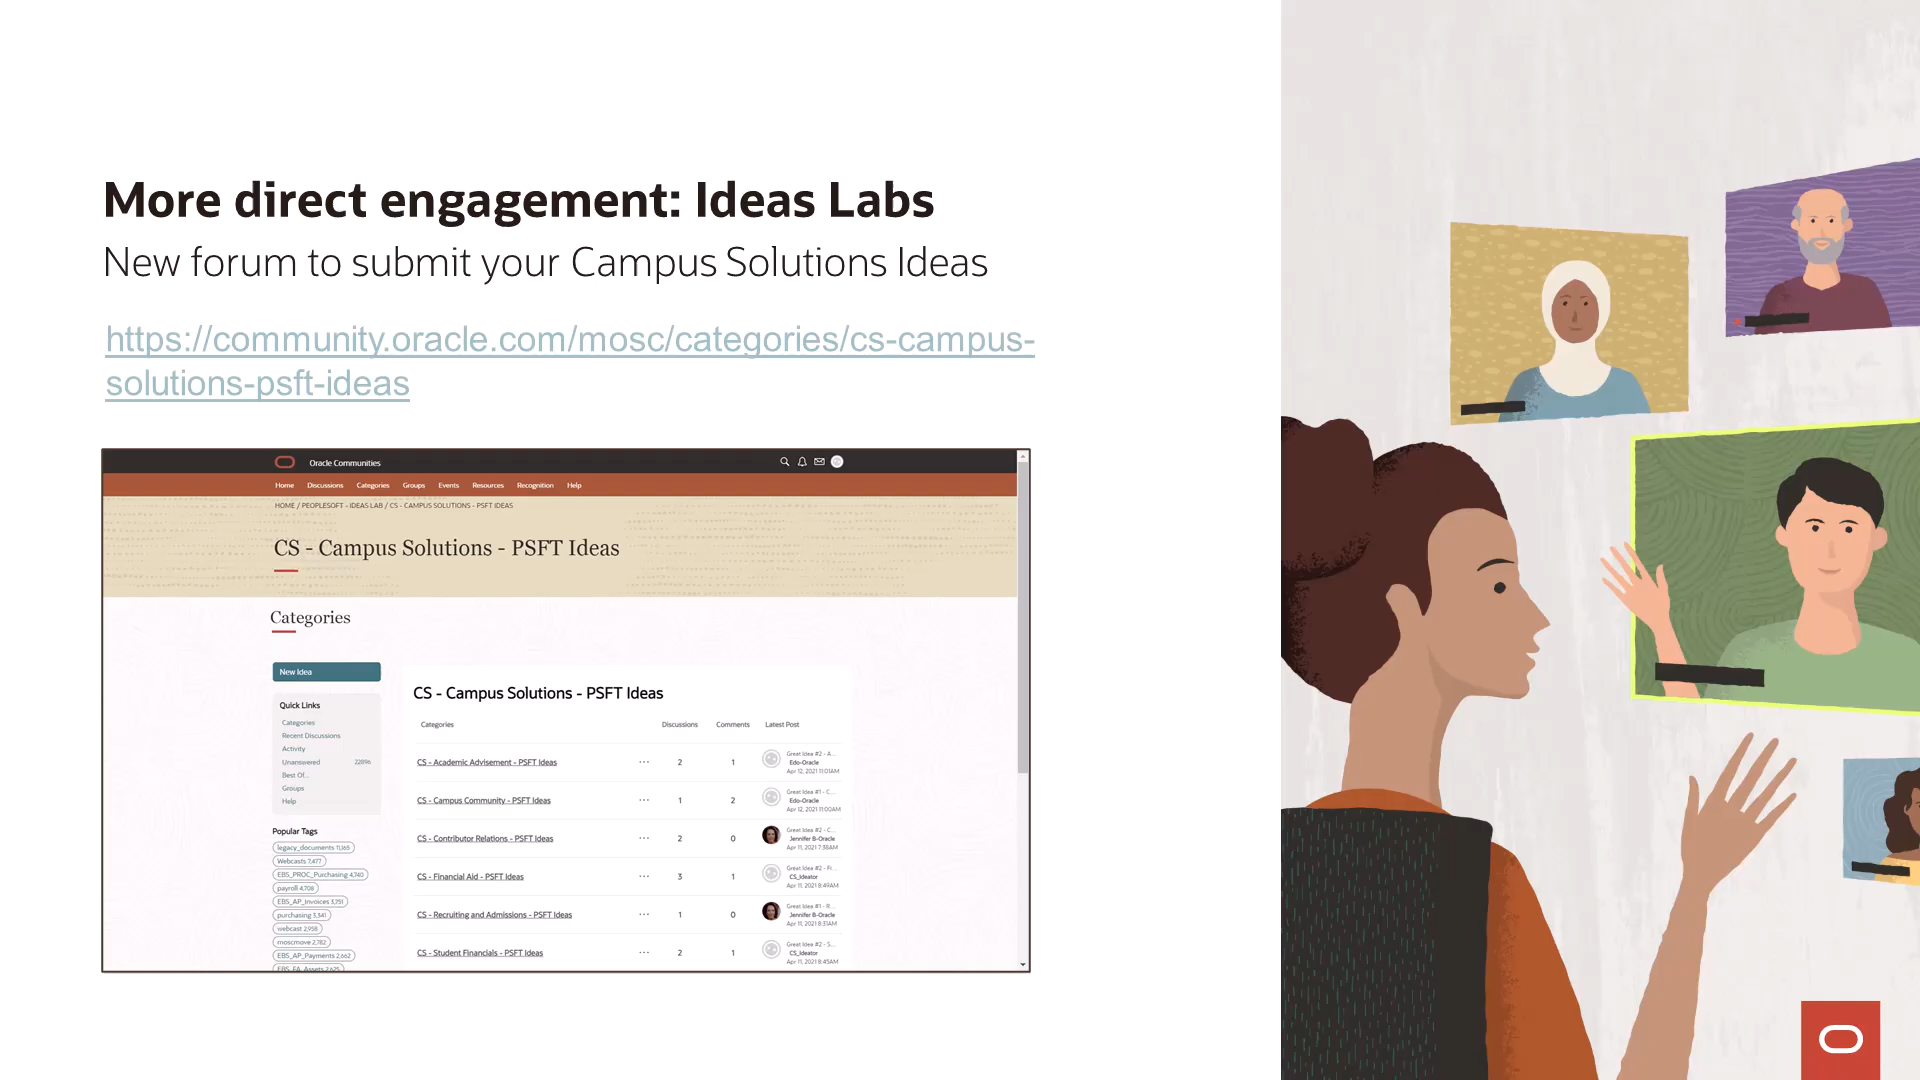 More direct engagement: Ideas Labs
New forum to submit your Campus Solutions Ideas
https://community.oracle.com/mosc/categories/cs-campus-
solutions-psft-ideas
Oracle Communities
Home Discussions Categories Groups Events Resources Recognition Help
HOME / PEOPLESOFT - IDEAS LAB / CS - CAMPUS SOLUTIONS - PSFT IDEAS
CS - Campus Solutions - PSFT Ideas
Categories
New Idea
Quick Links
Categories
Recent Discussions
Activity
Unanswered 22896
Best Of...
Groups
Help
Popular Tags
legacy_documents 11,165
Webcasts 7,477
EBS_PROC_Purchasing 4,740
payroll 4,708
EBS_AP_Invoices 3,751
purchasing 3,341
webcast 2,958
moscmove 2,782
EBS_AP_Payments 2,662
EBS_FA_Assets 2,625
CS - Campus Solutions - PSFT Ideas
Categories Discussions Comments Latest Post
CS - Academic Advisement - PSFT Ideas ... 2 1 Great Idea #2 - A...
Edo-Oracle
Apr 12, 2021 11:01AM
CS - Campus Community - PSFT Ideas ... 1 2 Great Idea #1 - C...
Edo-Oracle
Apr 12, 2021 11:00AM
CS - Contributor Relations - PSFT Ideas ... 2 0 Great Idea #2 - C...
Jennifer B-Oracle
Apr 11, 2021 7:38AM
CS - Financial Aid - PSFT Ideas ... 3 1 Great Idea #2 - Fi...
CS_Ideator
Apr 11, 2021 8:49AM
CS - Recruiting and Admissions - PSFT Ideas ... 1 0 Great Idea #1 - R...
Jennifer B-Oracle
Apr 11, 2021 8:31AM
CS - Student Financials - PSFT Ideas ... 2 1 Great Idea #2 - S...
CS_Ideator
Apr 11, 2021 8:45AM